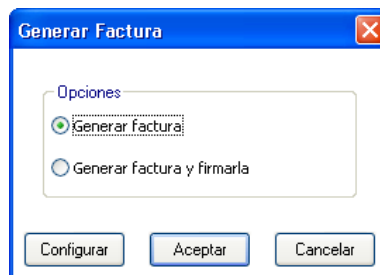 Generar Factura
Opciones
Generar factura
Generar factura y firmarla
Configurar Aceptar Cancelar